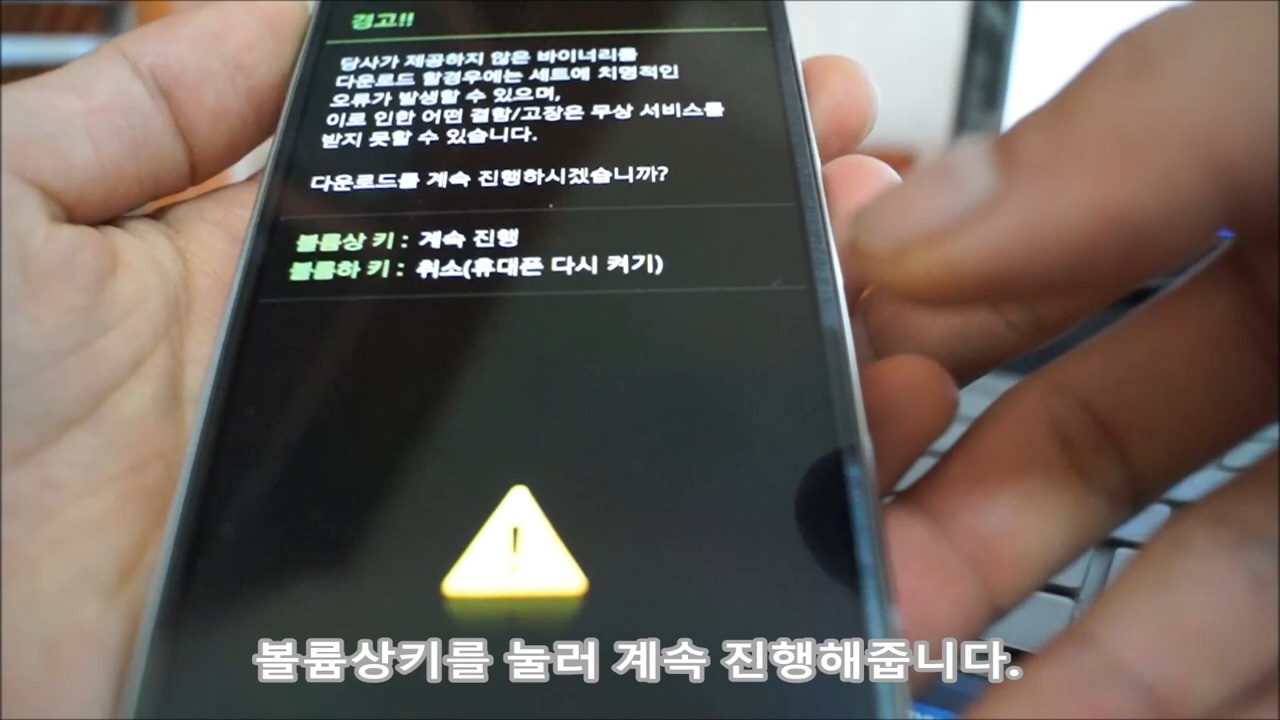 경고!!
당사가 제공하지 않은 바이너리를
다운로드 할경우에는 세트에 치명적인
오류가 발생할 수 있으며,
이로 인한 어떤 결함/고장은 무상 서비스를
받지 못할 수 있습니다.
다운로드를 계속 진행하시겠습니까?
볼륨상 키 : 계속 진행
볼륨하 키 : 취소(휴대폰 다시 켜기)
볼륨상키를 눌러 계속 진행해줍니다.